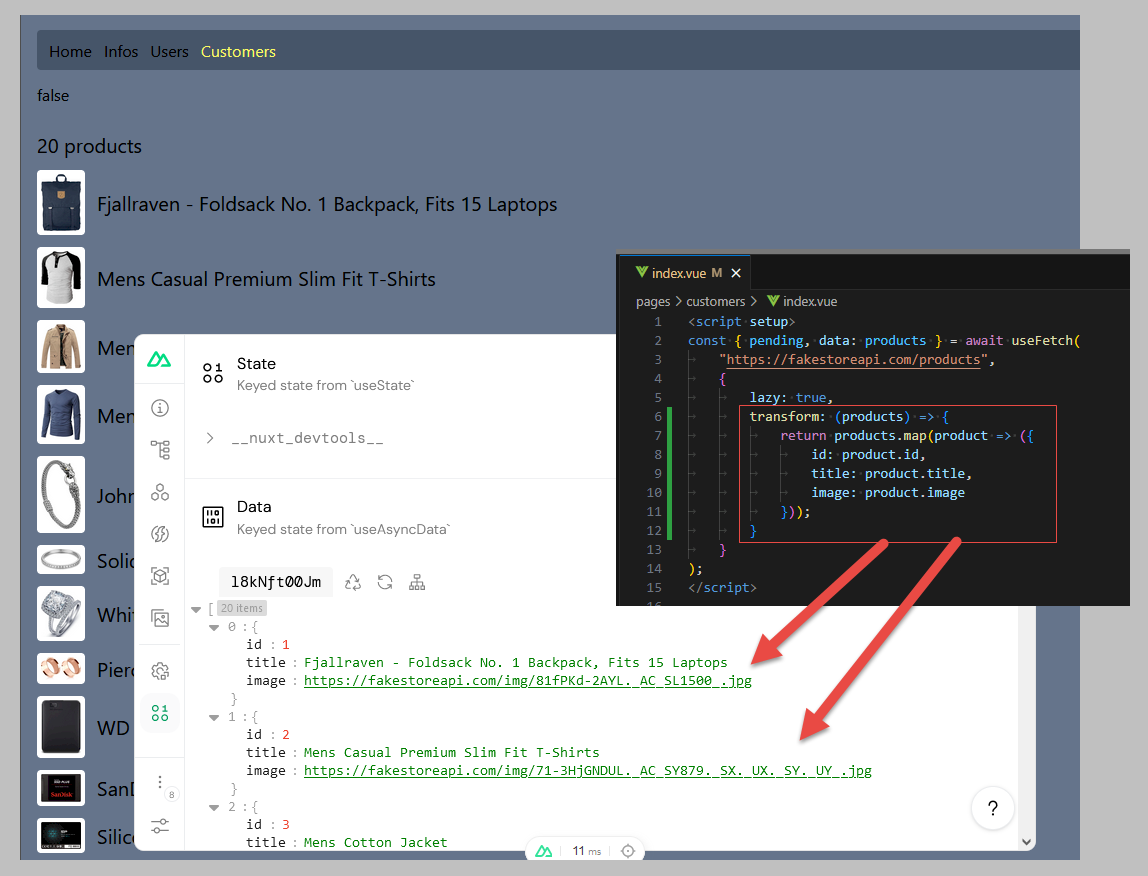 Home Infos Users Customers
false
20 products
Fjallraven - Foldsack No. 1 Backpack, Fits 15 Laptops
Mens Casual Premium Slim Fit T-Shirts
Men
Men
John
Solid
Whi
Pierc
WD
SanD
Silico
index.vue M
pages > customers > index.vue
1 <script setup>
2 const { pending, data: products } = await useFetch(
3 "https://fakestoreapi.com/products",
4 {
5 lazy: true,
6 transform: (products) => {
7 return products.map(product => ({
8 id: product.id,
9 title: product.title,
10 image: product.image
11 }));
12 }
13 }
14 );
15 </script>
16
State
Keyed state from `useState`
__nuxt_devtools__
Data
Keyed state from `useAsyncData`
l8kNft00Jm
[ 20 items
0 : {
id : 1
title : Fjallraven - Foldsack No. 1 Backpack, Fits 15 Laptops
image : https://fakestoreapi.com/img/81fPKd-2AYL._AC_SL1500_.jpg
}
1 : {
id : 2
title : Mens Casual Premium Slim Fit T-Shirts
image : https://fakestoreapi.com/img/71-3HjGNDUL._AC_SY879._SX._UX._SY._UY_.jpg
}
2 : {
id : 3
title : Mens Cotton Jacket
8
11 ms
?